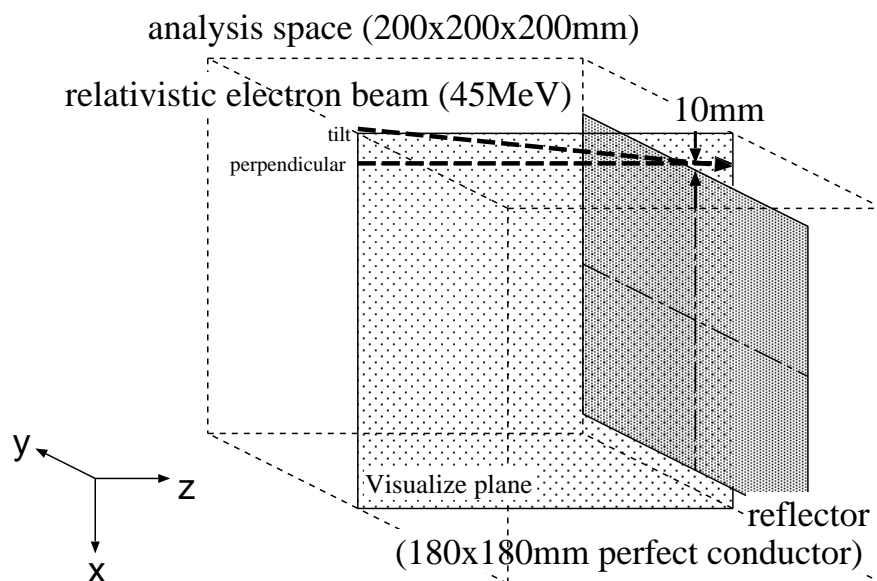 analysis space (200x200x200mm)
relativistic electron beam (45MeV)
10mm
tilt
perpendicular
y
z
x
Visualize plane
reflector
(180x180mm perfect conductor)